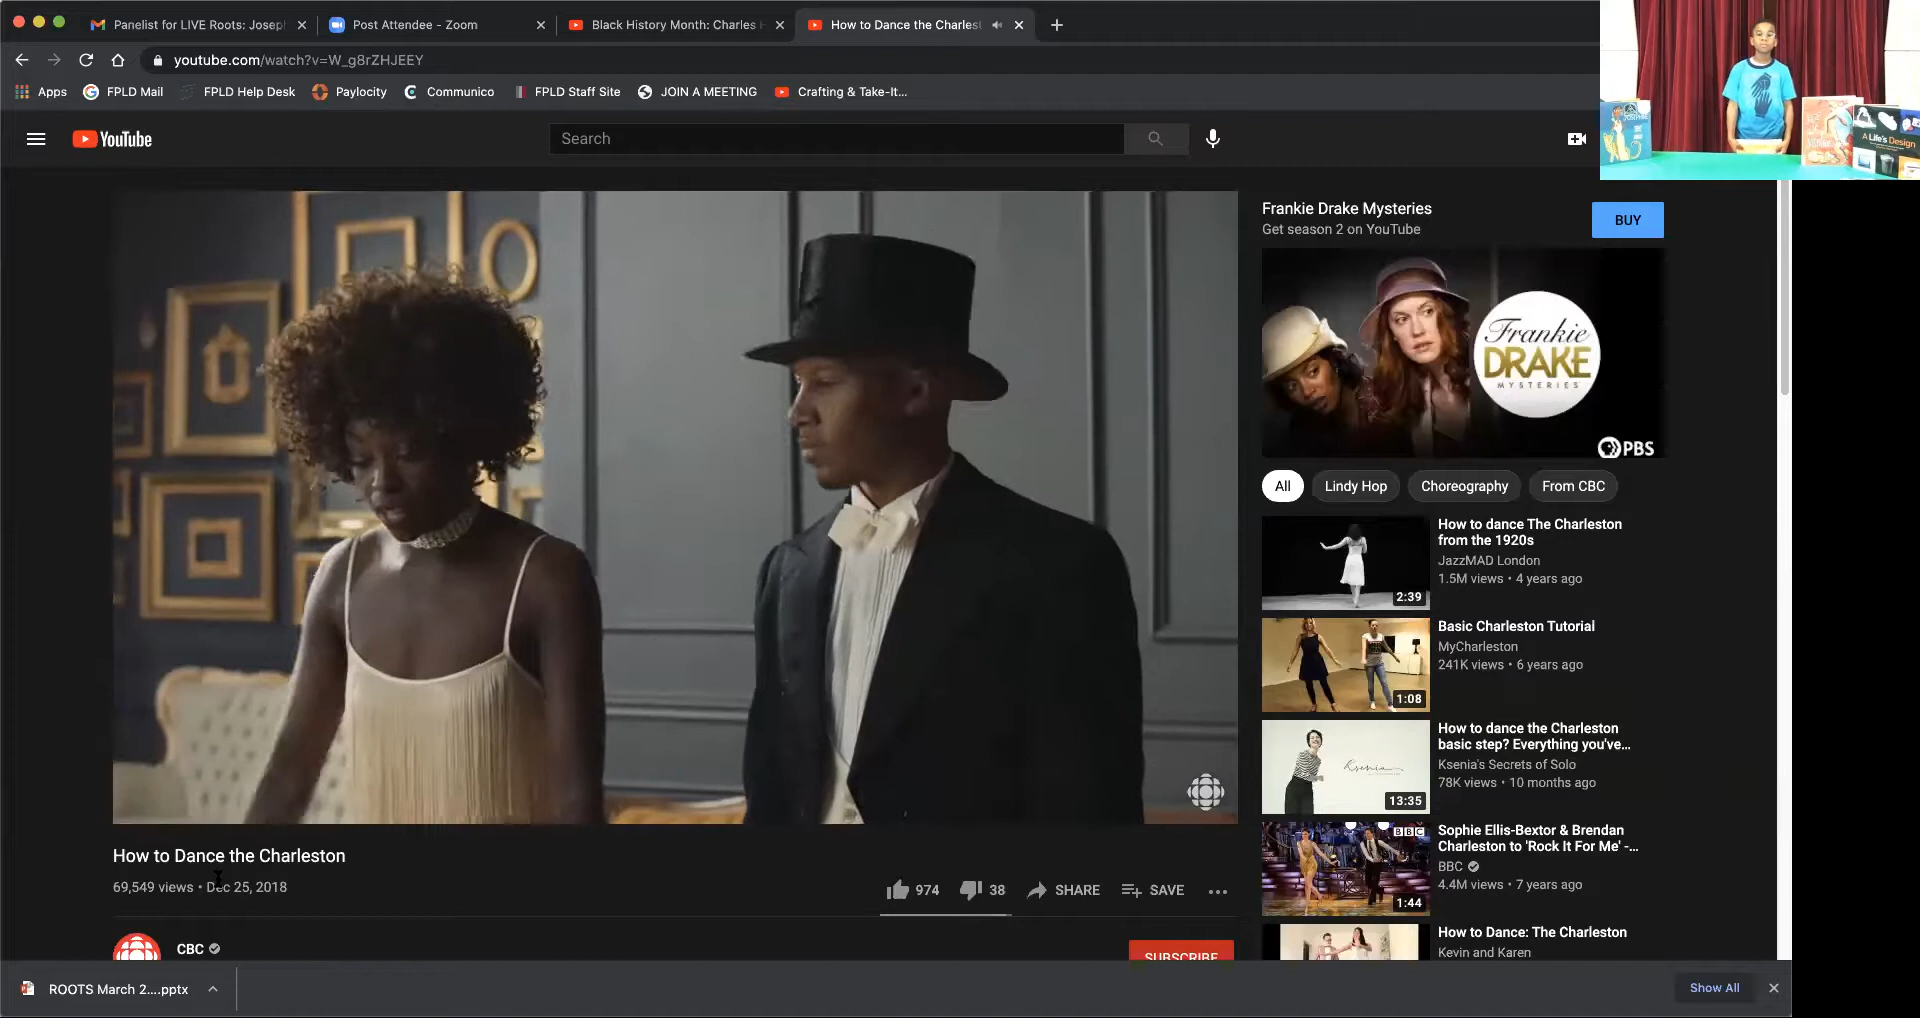 Panelist for LIVE Roots: Josep
Post Attendee - Zoom
Black History Month: Charles H
How to Dance the Charlest
youtube.com/watch?v=W_g8rZHJEEY
Apps
FPLD Mail
FPLD Help Desk
Paylocity
Communico
FPLD Staff Site
JOIN A MEETING
Crafting & Take-It...
YouTube
Search
A Life's Design
Frankie Drake Mysteries
Get season 2 on YouTube
BUY
Frankie
DRAKE
MYSTERIES
PBS
All
Lindy Hop
Choreography
From CBC
How to dance The Charleston
from the 1920s
JazzMAD London
1.5M views • 4 years ago
2:39
Basic Charleston Tutorial
MyCharleston
241K views • 6 years ago
1:08
How to dance the Charleston
basic step? Everything you've...
Ksenia's Secrets of Solo
78K views • 10 months ago
Ksenia
13:35
Sophie Ellis-Bextor & Brendan
Charleston to 'Rock It For Me' -...
BBC
4.4M views • 7 years ago
BBC
1:44
How to Dance: The Charleston
Kevin and Karen
How to Dance the Charleston
69,549 views • Dec 25, 2018
974
38
SHARE
SAVE
CBC
SUBSCRIBE
ROOTS March 2....pptx
Show All